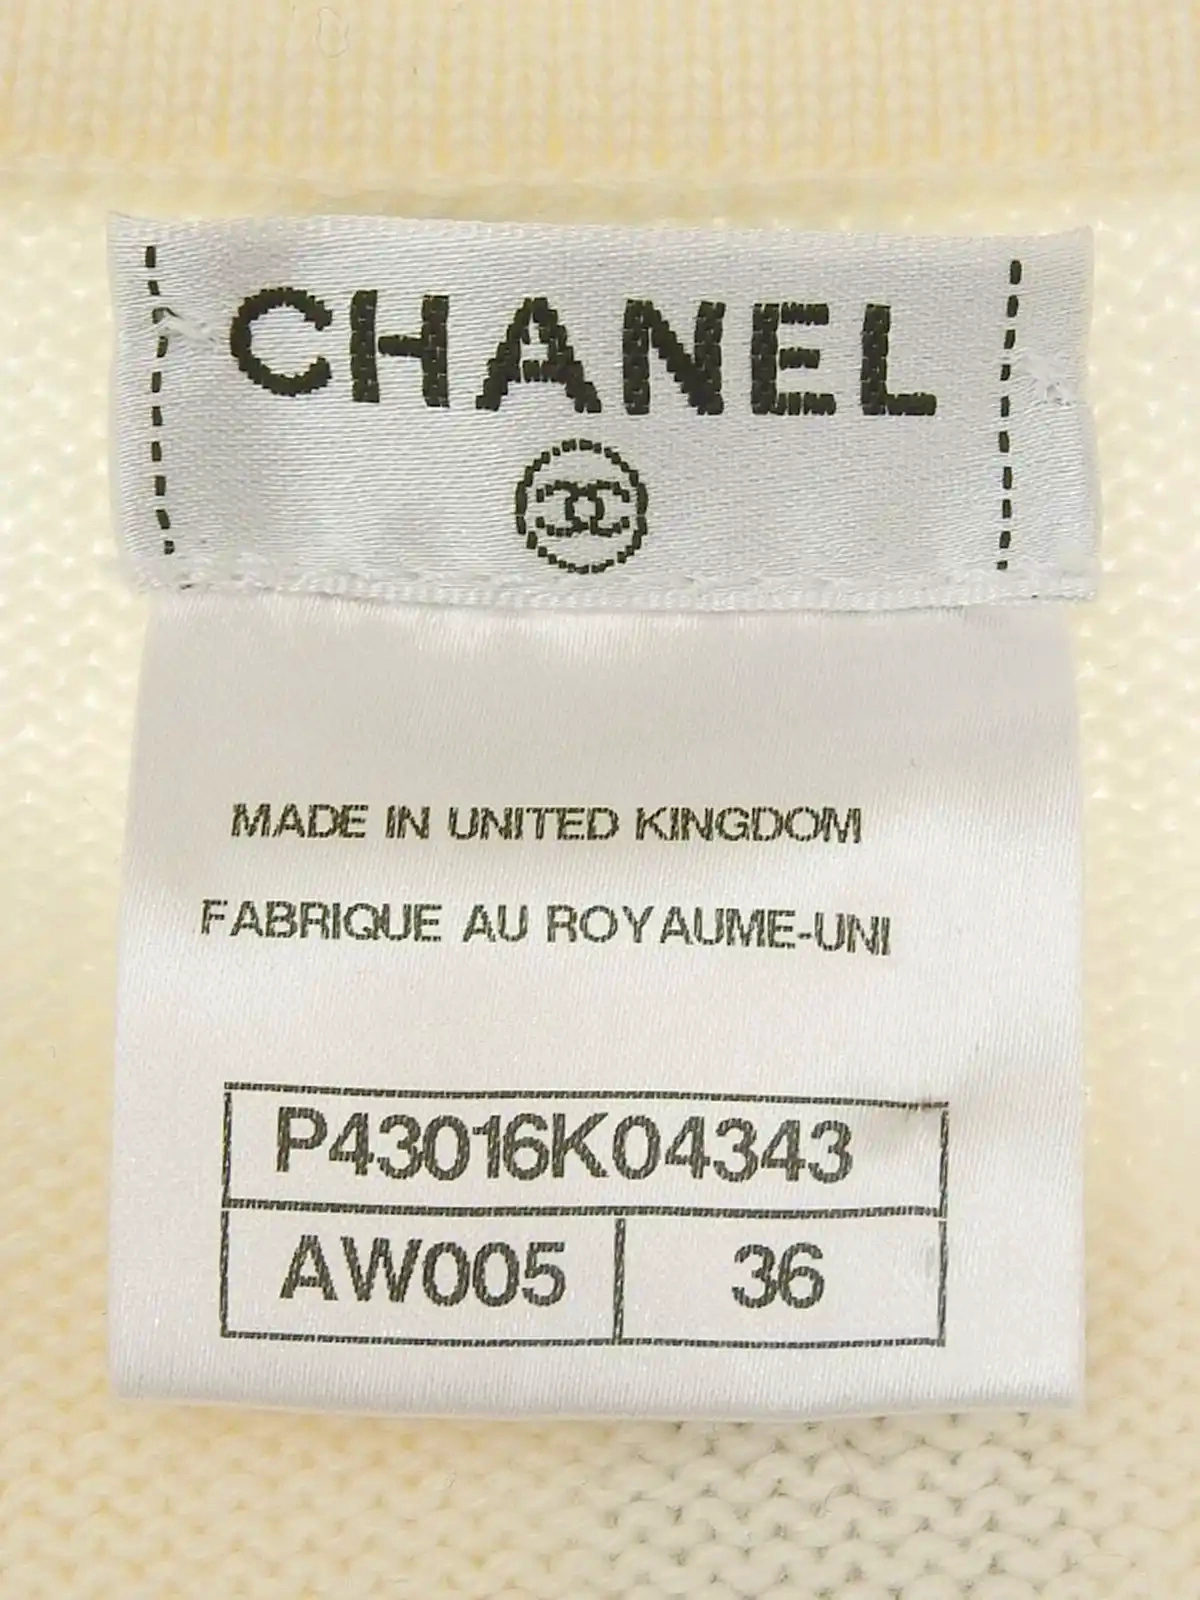 CHANEL
MADE IN UNITED KINGDOM
FABRIQUE AU ROYAUME-UNI
P43016K04343
AW005 36